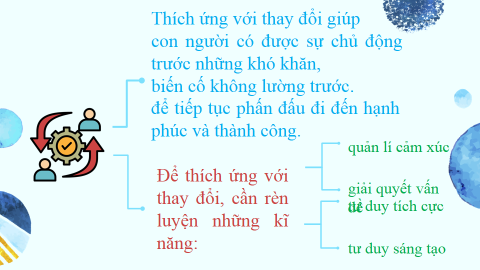 Thích ứng với thay đổi giúp
con người có được sự chủ động
trước những khó khăn,
biến cố không lường trước.
để tiếp tục phấn đấu đi đến hạnh
phúc và thành công.
Để thích ứng với
thay đổi, cần rèn
luyện những kĩ
năng:
quản lí cảm xúc
giải quyết vấn
đề
tư duy tích cực
tư duy sáng tạo